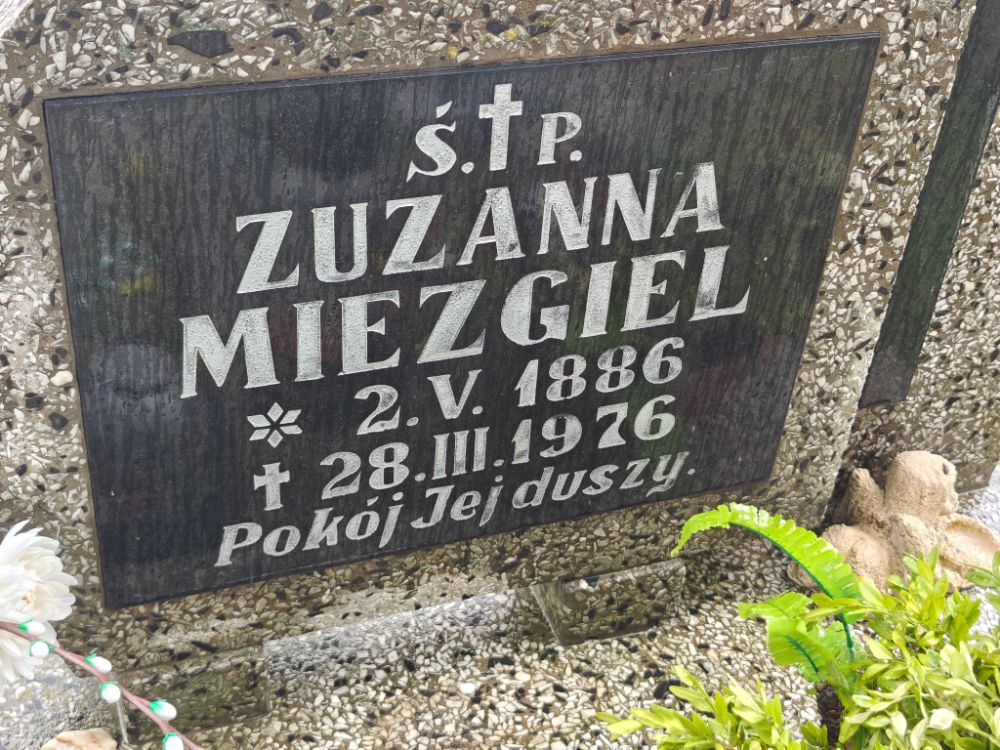 Ś.†P.
ZUZANNA
MIEZGIEL
* 2.V. 1886
† 28.III.1976
Pokój Jej duszy.